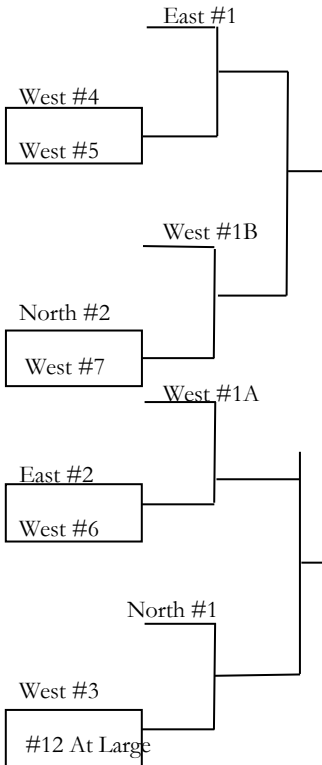 East #1
West #4
West #5
West #1B
North #2
West #7
West #1A
East #2
West #6
North #1
West #3
#12 At Large